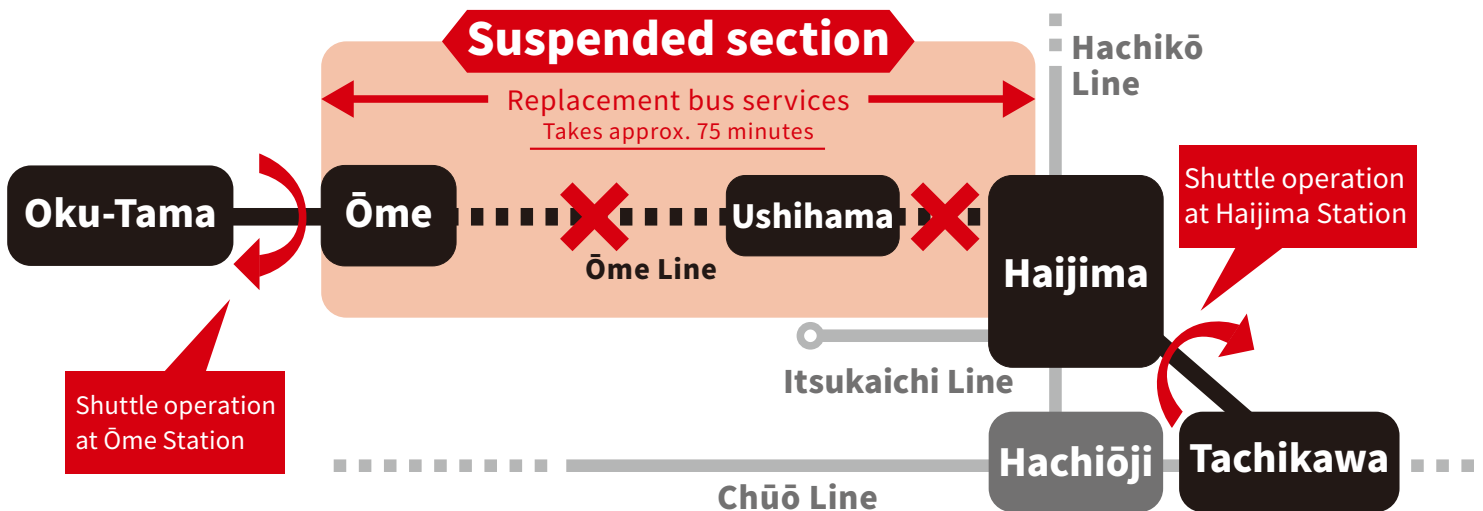 Suspended section
Replacement bus services
Takes approx. 75 minutes
Hachikō
Line
Oku-Tama
Ōme
Ushihama
Ōme Line
Haijima
Shuttle operation
at Haijima Station
Itsukaichi Line
Shuttle operation
at Ōme Station
Hachiōji
Tachikawa
Chūō Line